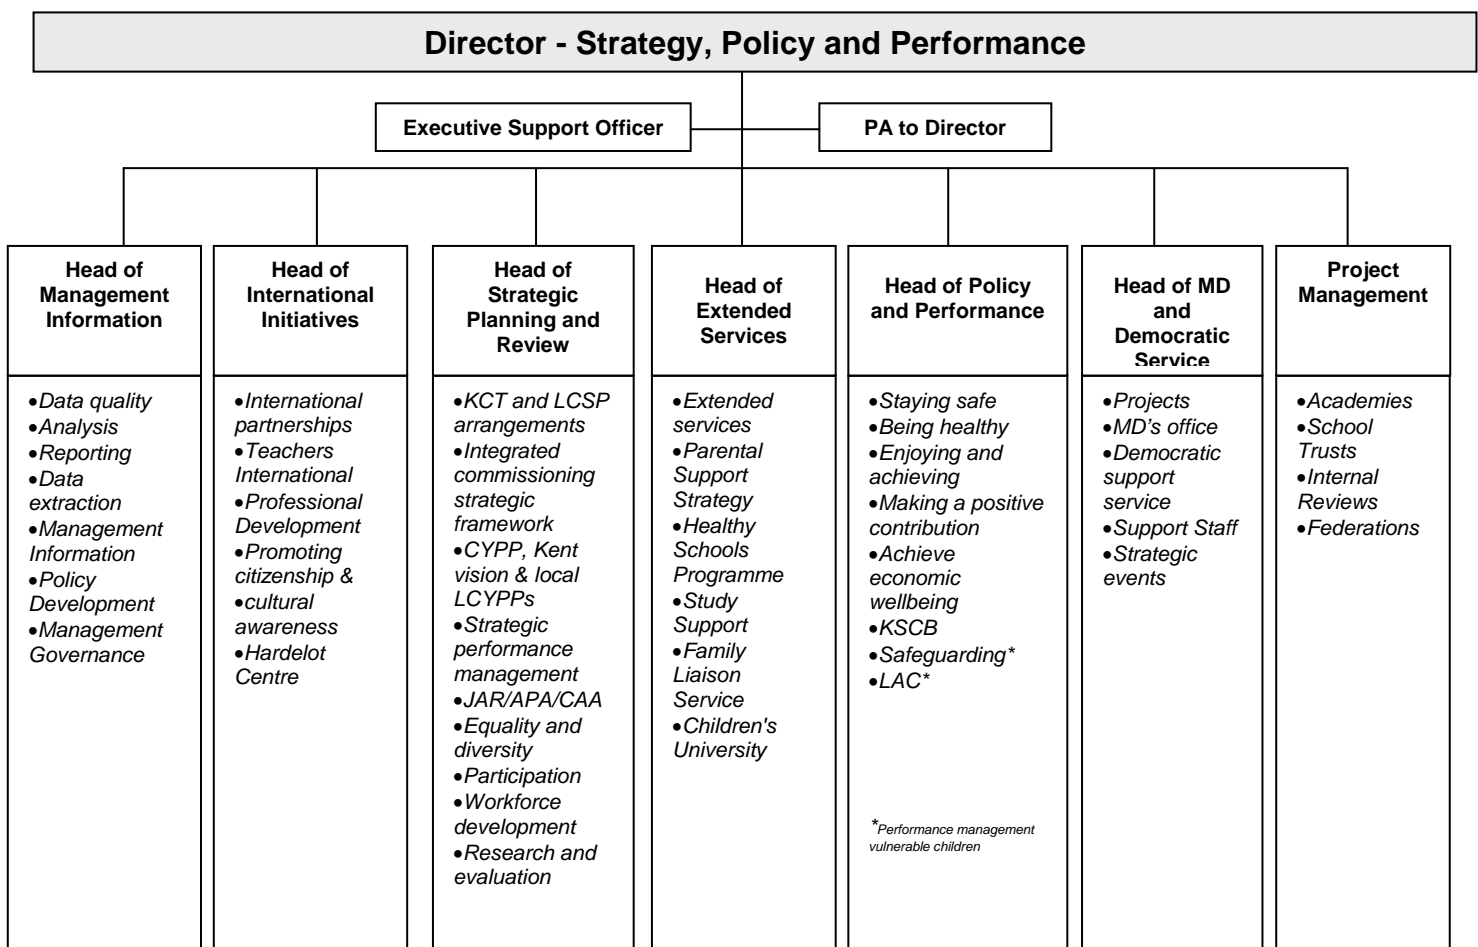 Director - Strategy, Policy and Performance
Executive Support Officer
PA to Director
Head of
Management
Information
•Data quality
•Analysis
•Reporting
•Data
extraction
•Management
Information
•Policy
Development
•Management
Governance
Head of
International
Initiatives
•International
partnerships
•Teachers
International
•Professional
Development
•Promoting
citizenship &
•cultural
awareness
•Hardelot
Centre
Head of
Strategic
Planning and
Review
•KCT and LCSP
arrangements
•Integrated
commissioning
strategic
framework
•CYPP, Kent
vision & local
LCYPPs
•Strategic
performance
management
•JAR/APA/CAA
•Equality and
diversity
•Participation
•Workforce
development
•Research and
evaluation
Head of
Extended
Services
•Extended
services
•Parental
Support
Strategy
•Healthy
Schools
Programme
•Study
Support
•Family
Liaison
Service
•Children's
University
Head of Policy
and Performance
•Staying safe
•Being healthy
•Enjoying and
achieving
•Making a positive
contribution
•Achieve
economic
wellbeing
•KSCB
•Safeguarding*
•LAC*
*Performance management
vulnerable children
Head of MD
and
Democratic
Service
•Projects
•MD’s office
•Democratic
support
service
•Support Staff
•Strategic
events
Project
Management
•Academies
•School
Trusts
•Internal
Reviews
•Federations